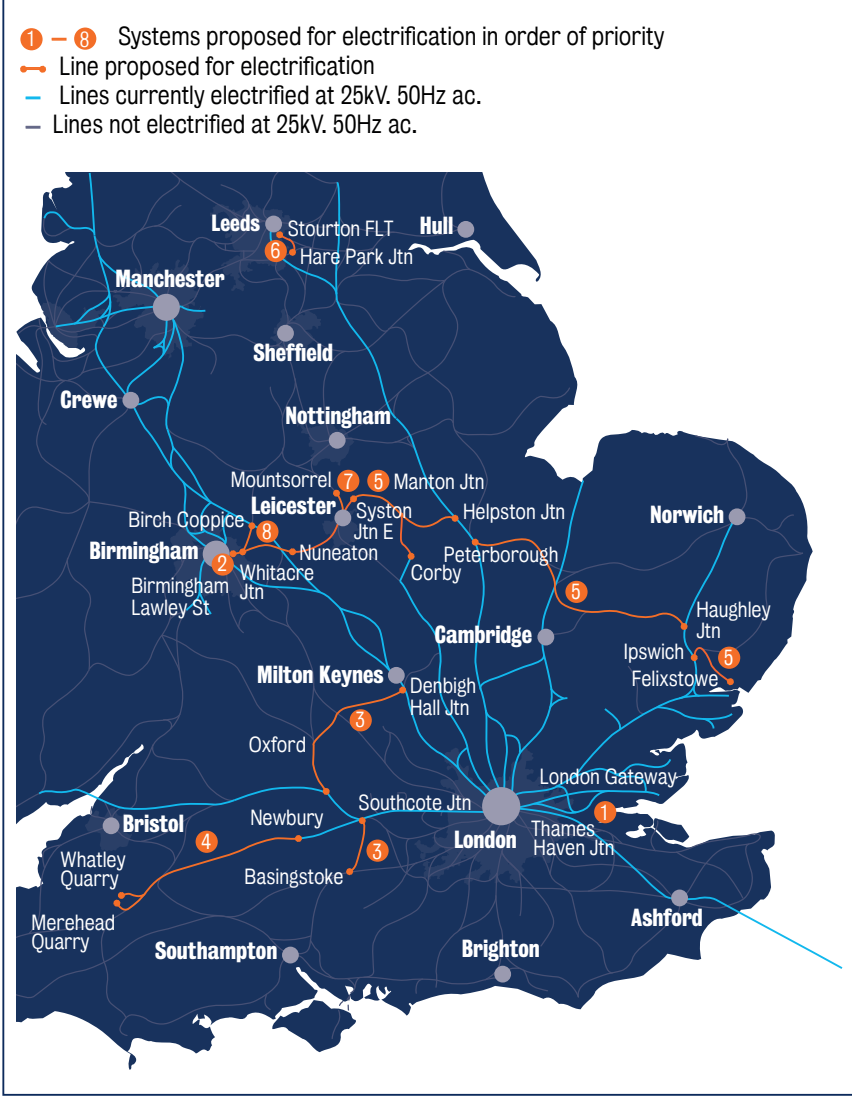 1 – 8 Systems proposed for electrification in order of priority
Line proposed for electrification
Lines currently electrified at 25kV. 50Hz ac.
Lines not electrified at 25kV. 50Hz ac.
Leeds
Stourton FLT
Hull
6
Hare Park Jtn
Manchester
Sheffield
Crewe
Nottingham
Mountsorrel
7
5
Manton Jtn
Leicester
Syston
Jtn E
Helpston Jtn
Norwich
Birch Coppice
8
Birmingham
2
Nuneaton
Peterborough
Whitacre
Jtn
Corby
Birmingham
Lawley St
5
Haughley
Jtn
Cambridge
Ipswich
5
Felixstowe
Milton Keynes
Denbigh
Hall Jtn
3
Oxford
London Gateway
Southcote Jtn
1
Bristol
Newbury
London
Thames
Haven Jtn
4
3
Whatley
Quarry
Basingstoke
Merehead
Quarry
Ashford
Southampton
Brighton